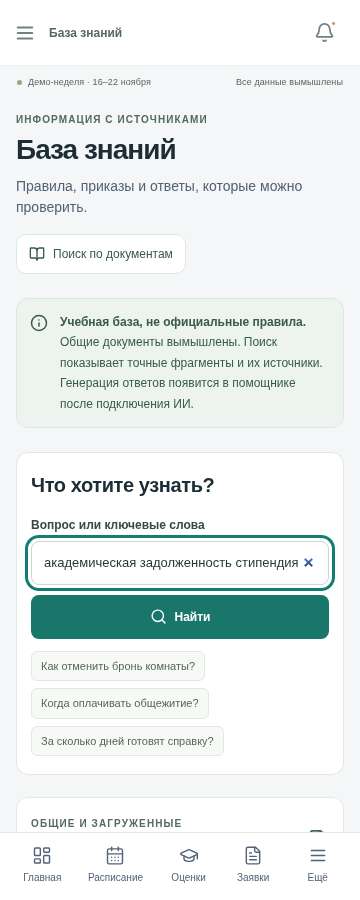 База знаний
Демо-неделя · 16–22 ноября
Все данные вымышлены
ИНФОРМАЦИЯ С ИСТОЧНИКАМИ
База знаний
Правила, приказы и ответы, которые можно
проверить.
Поиск по документам
Учебная база, не официальные правила.
Общие документы вымышлены. Поиск
показывает точные фрагменты и их источники.
Генерация ответов появится в помощнике
после подключения ИИ.
Что хотите узнать?
Вопрос или ключевые слова
академическая задолженность стипендия
Найти
Как отменить бронь комнаты?
Когда оплачивать общежитие?
За сколько дней готовят справку?
ОБЩИЕ И ЗАГРУЖЕННЫЕ
Главная
Расписание
Оценки
Заявки
Ещё